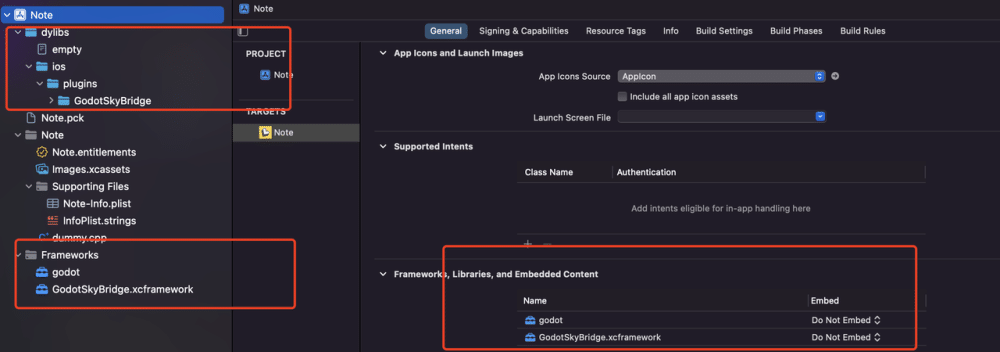 Note
dylibs
empty
ios
plugins
GodotSkyBridge
Note.pck
Note
Note.entitlements
Images.xcassets
Supporting Files
Note-Info.plist
InfoPlist.strings
dummy.cpp
Frameworks
godot
GodotSkyBridge.xcframework
Note
General Signing & Capabilities Resource Tags Info Build Settings Build Phases Build Rules
PROJECT
Note
TARGETS
Note
App Icons and Launch Images
App Icons Source AppIcon
Include all app icon assets
Launch Screen File
Supported Intents
Class Name Authentication
Add intents eligible for in-app handling here
Frameworks, Libraries, and Embedded Content
Name Embed
godot Do Not Embed
GodotSkyBridge.xcframework Do Not Embed